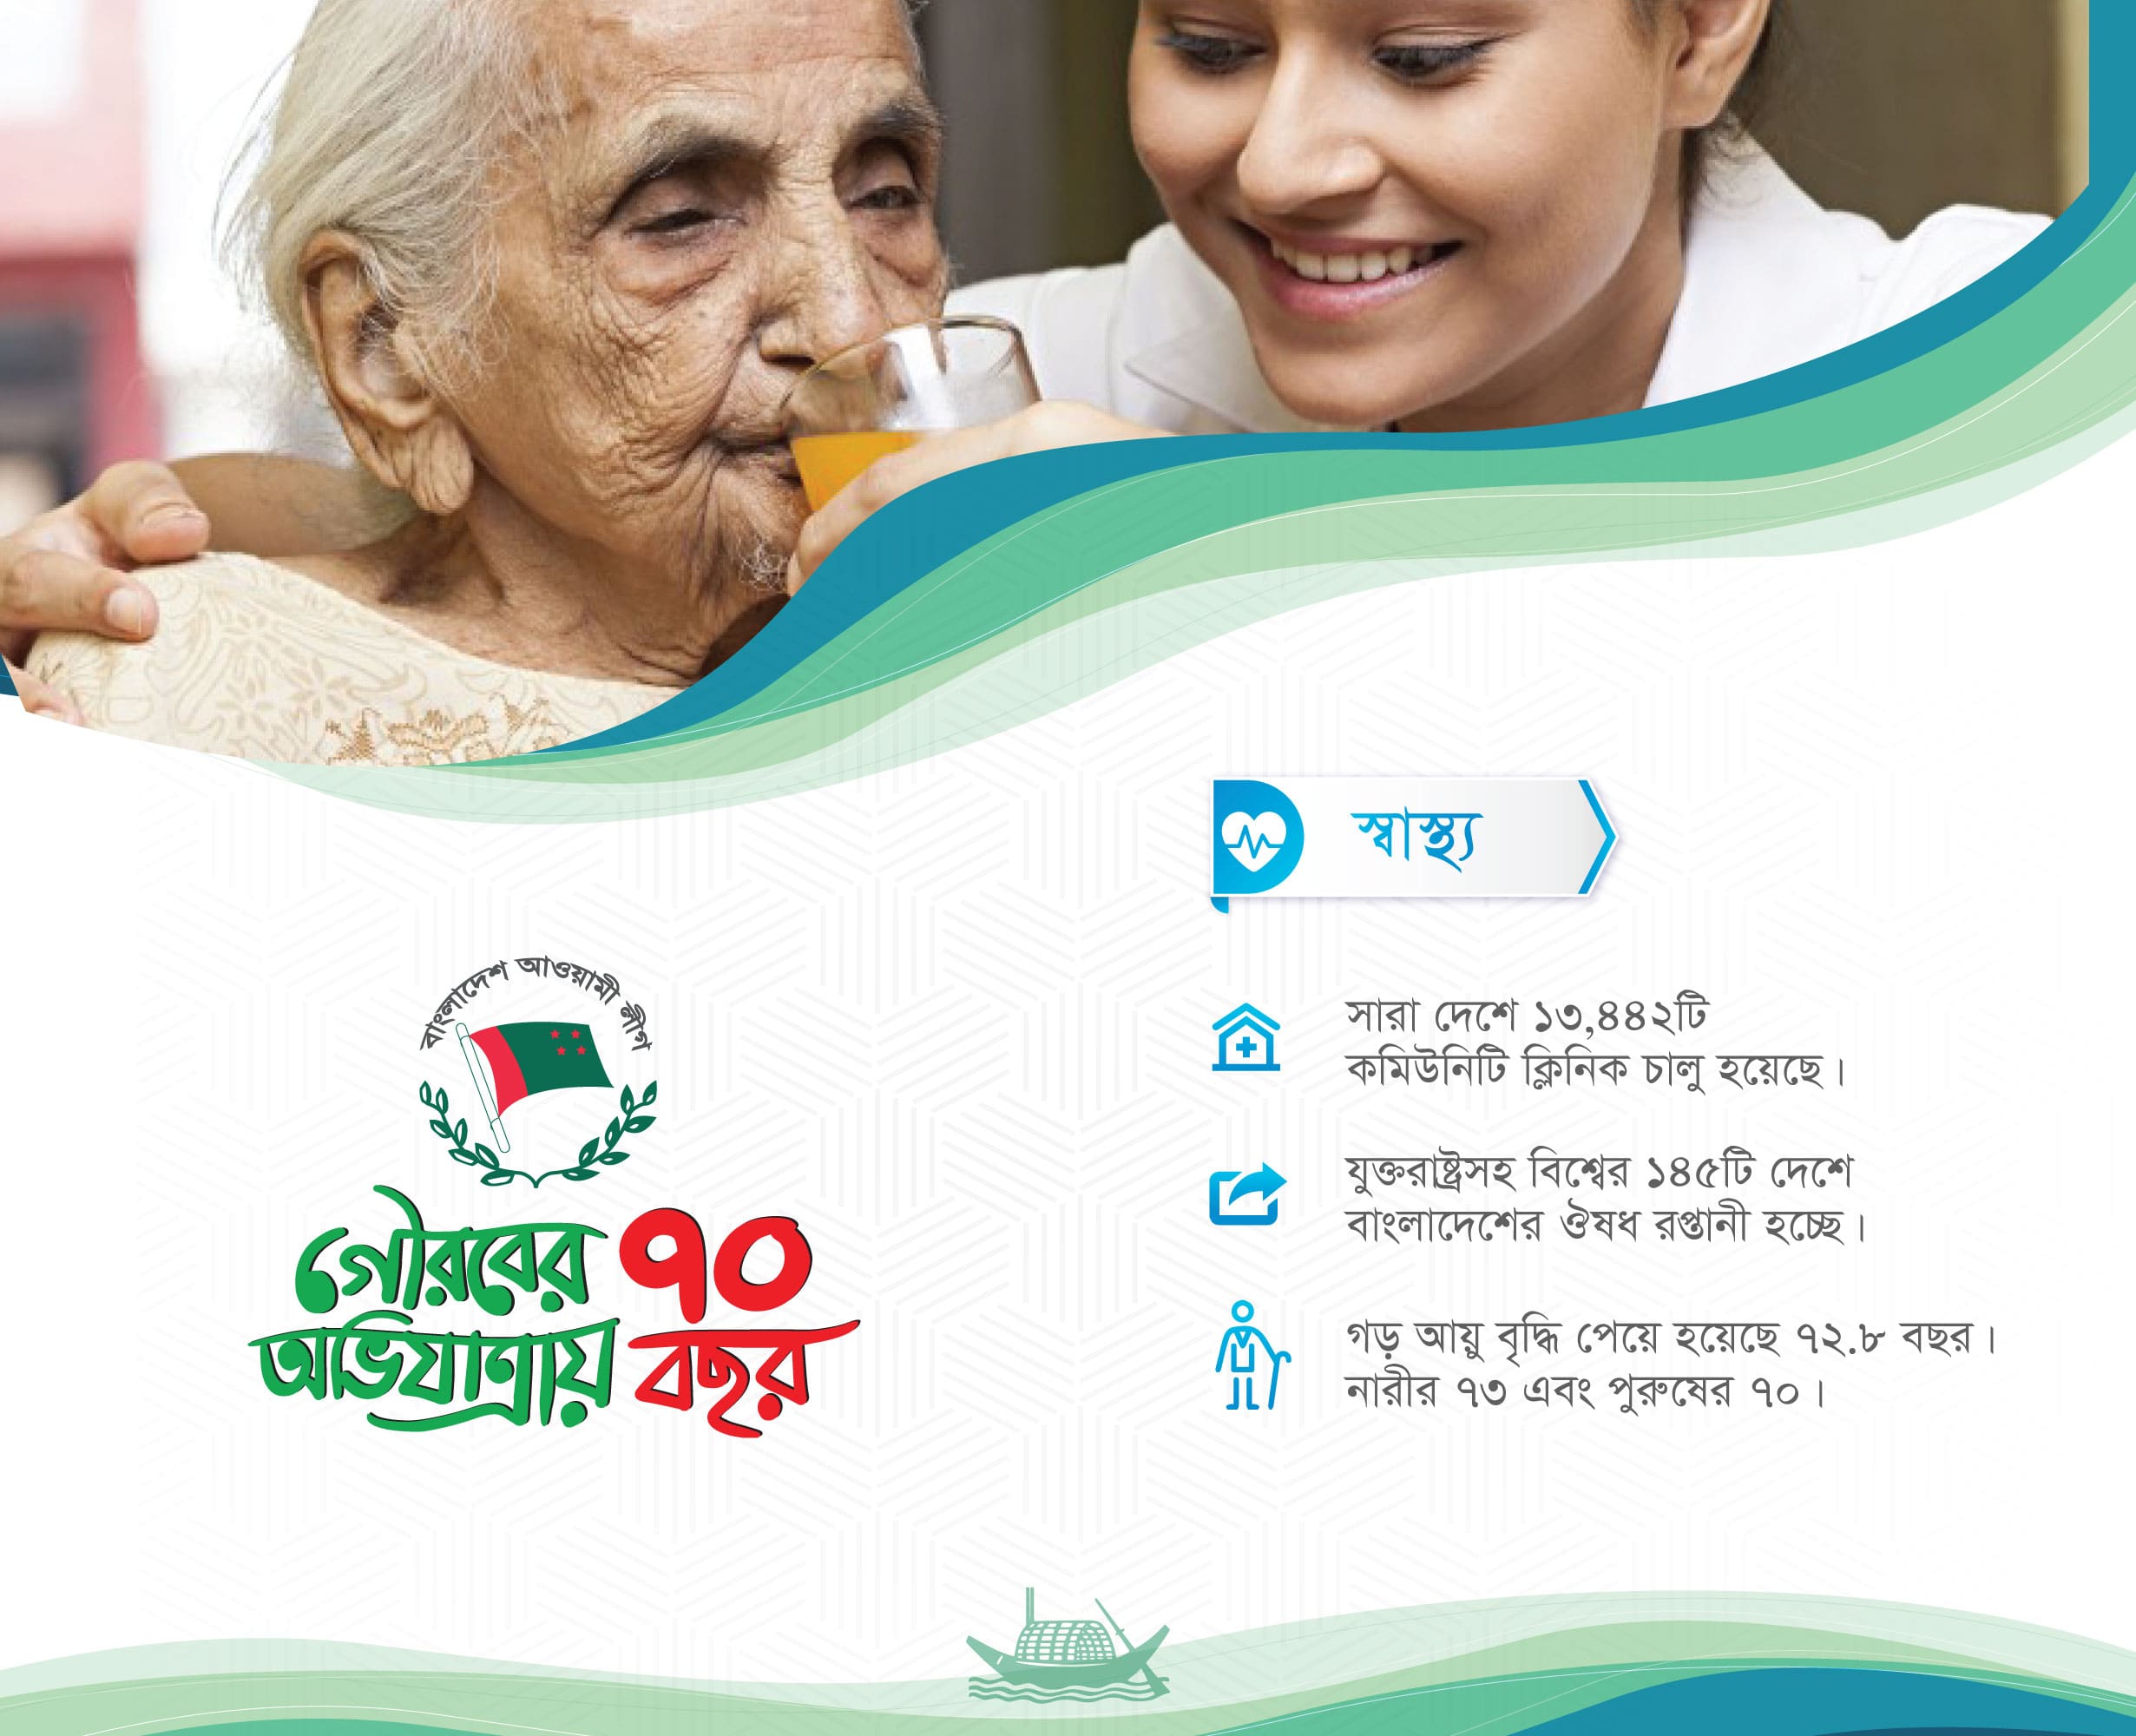 স্বাস্থ্য
বাংলাদেশ আওয়ামী লীগ
গৌরবের ৭০
অভিযাত্রায় বছর
সারা দেশে ১৩,৪৪২টি
কমিউনিটি ক্লিনিক চালু হয়েছে।
যুক্তরাষ্ট্রসহ বিশ্বের ১৪৫টি দেশে
বাংলাদেশের ঔষধ রপ্তানী হচ্ছে।
গড় আয়ু বৃদ্ধি পেয়ে হয়েছে ৭২.৮ বছর।
নারীর ৭৩ এবং পুরুষের ৭০।